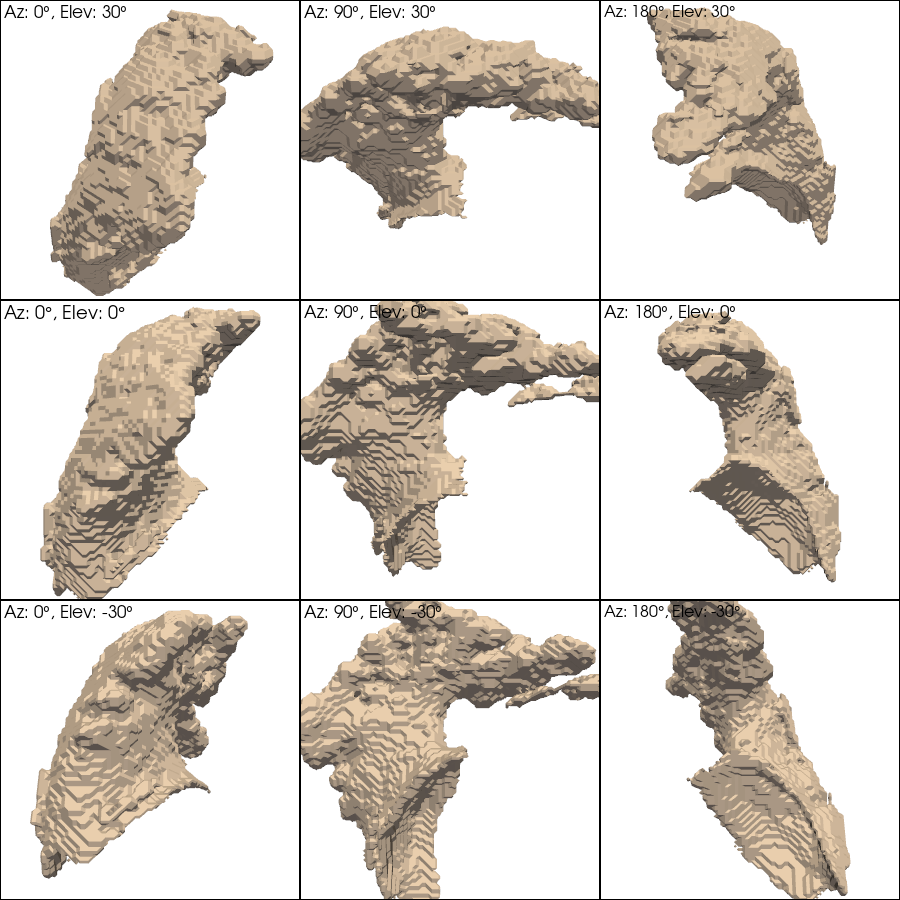 Az: 0°, Elev: 30°
Az: 90°, Elev: 30°
Az: 180°, Elev: 30°
Az: 0°, Elev: 0°
Az: 90°, Elev: 0°
Az: 180°, Elev: 0°
Az: 0°, Elev: -30°
Az: 90°, Elev: -30°
Az: 180°, Elev: -30°